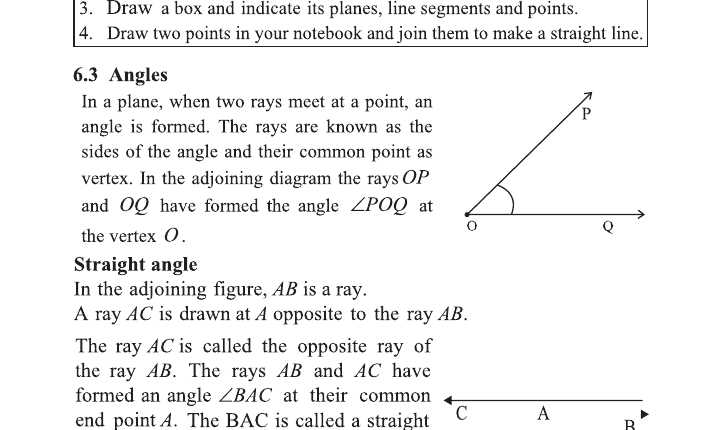 3. Draw a box and indicate its planes, line segments and points.
4. Draw two points in your notebook and join them to make a straight line.
6.3 Angles
In a plane, when two rays meet at a point, an
angle is formed. The rays are known as the
sides of the angle and their common point as
vertex. In the adjoining diagram the rays OP
and OQ have formed the angle ∠POQ at
the vertex O.
P
O
Q
Straight angle
In the adjoining figure, AB is a ray.
A ray AC is drawn at A opposite to the ray AB.
The ray AC is called the opposite ray of
the ray AB. The rays AB and AC have
formed an angle ∠BAC at their common
end point A. The BAC is called a straight
C
A
B